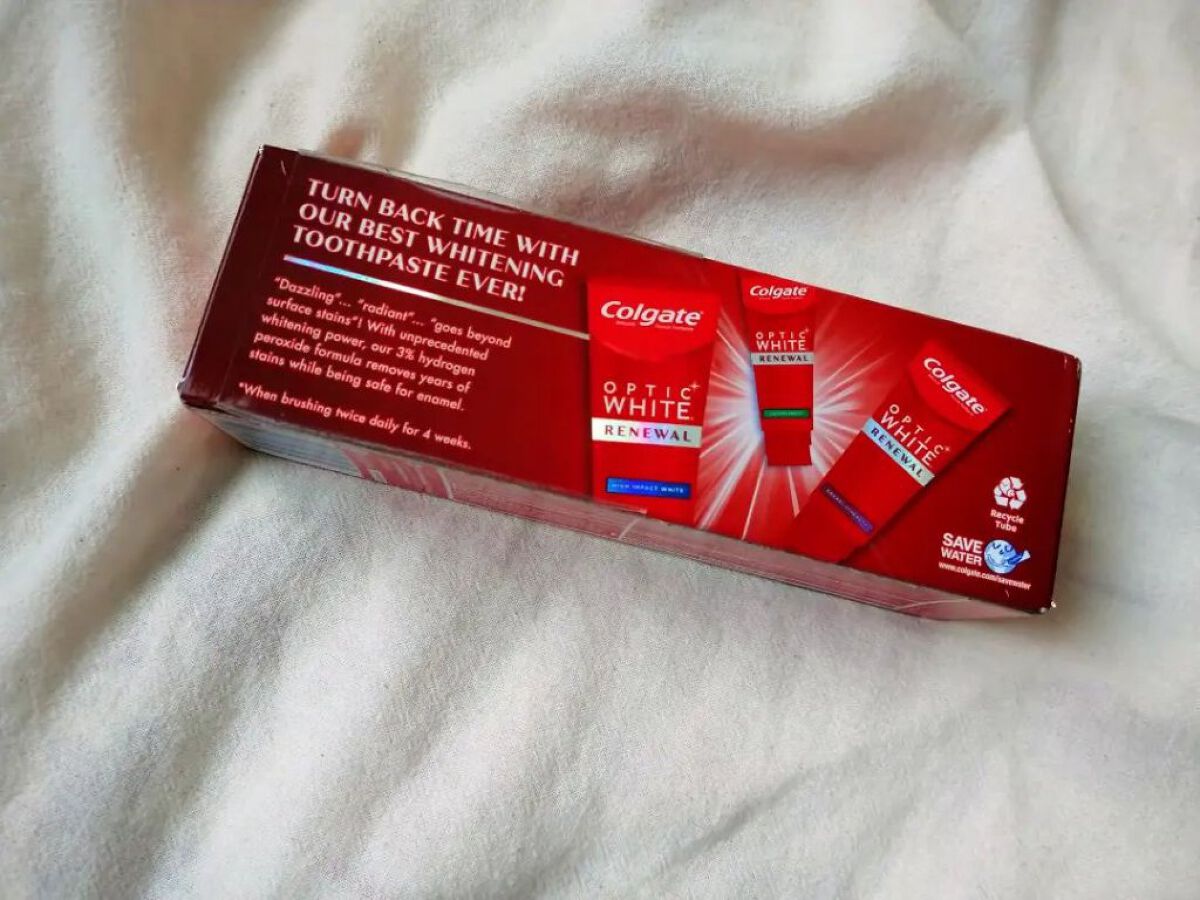 TURN BACK TIME WITH
OUR BEST WHITENING
TOOTHPASTE EVER!
"Dazzling"... "radiant"... "goes beyond
surface stains"! With unprecedented
whitening power, our 3% hydrogen
peroxide formula removes years of
stains while being safe for enamel.
*When brushing twice daily for 4 weeks.
Colgate
OPTIC
WHITE
RENEWAL
HIGH IMPACT WHITE
Colgate
OPTIC
WHITE
RENEWAL
Colgate
OPTIC
WHITE
RENEWAL
Recycle
Tube
SAVE
WATER
www.colgate.com/savewater